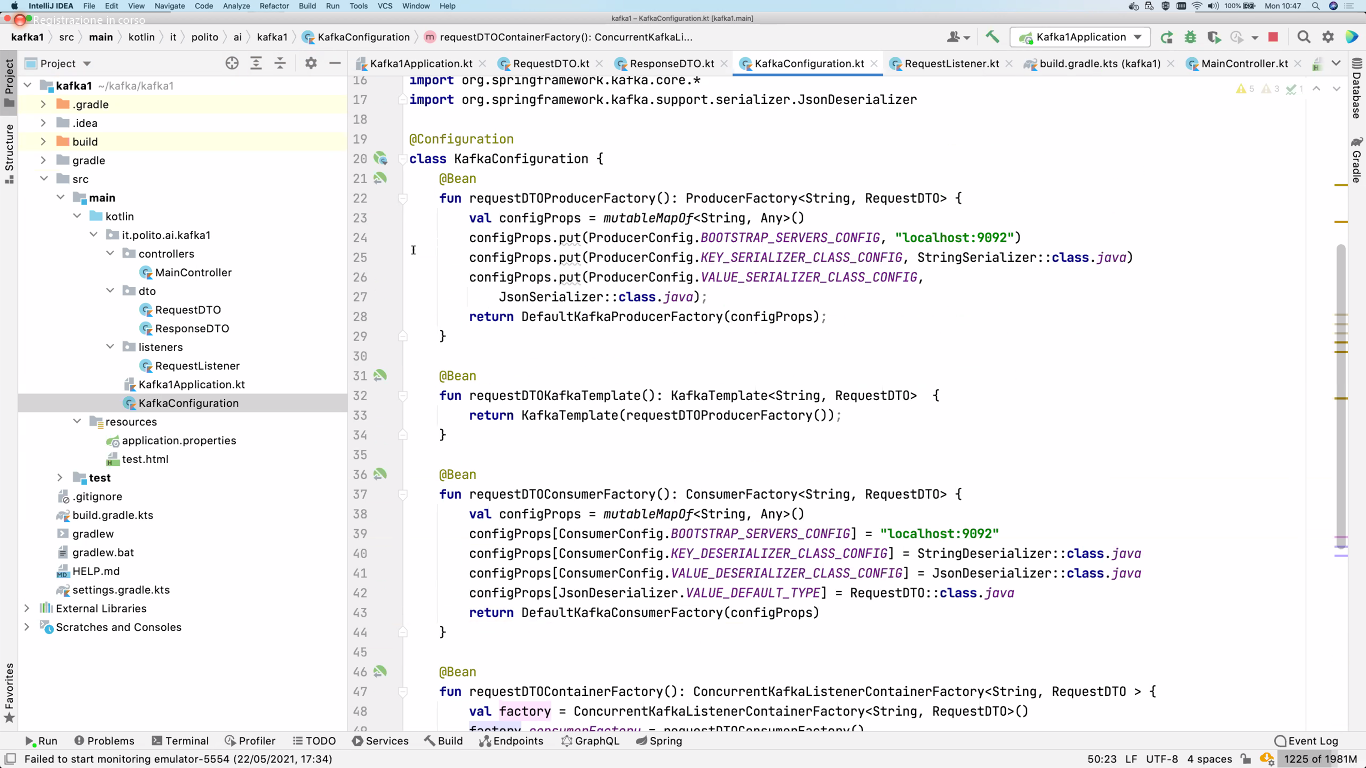 IntelliJ IDEA File Edit View Navigate Code Analyze Refactor Build Run Tools VCS Window Help 100% Mon 10:47
Registrazione in corso
kafka1 – KafkaConfiguration.kt [kafka1.main]
kafka1 src main kotlin it polito ai kafka1 KafkaConfiguration requestDTOContainerFactory(): ConcurrentKafkaLi... Kafka1Application
Project Kafka1Application.kt RequestDTO.kt ResponseDTO.kt KafkaConfiguration.kt RequestListener.kt build.gradle.kts (kafka1) MainController.kt
Project
Structure
Favorites
kafka1 ~/kafka/kafka1
.gradle
.idea
build
gradle
src
main
kotlin
it.polito.ai.kafka1
controllers
MainController
dto
RequestDTO
ResponseDTO
listeners
RequestListener
Kafka1Application.kt
KafkaConfiguration
resources
application.properties
test.html
test
.gitignore
build.gradle.kts
gradlew
gradlew.bat
HELP.md
settings.gradle.kts
External Libraries
Scratches and Consoles
16 import org.springframework.kafka.core.*
17 import org.springframework.kafka.support.serializer.JsonDeserializer
18
19 @Configuration
20 class KafkaConfiguration {
21 @Bean
22 fun requestDTOProducerFactory(): ProducerFactory<String, RequestDTO> {
23 val configProps = mutableMapOf<String, Any>()
24 configProps.put(ProducerConfig.BOOTSTRAP_SERVERS_CONFIG, "localhost:9092")
25 configProps.put(ProducerConfig.KEY_SERIALIZER_CLASS_CONFIG, StringSerializer::class.java)
26 configProps.put(ProducerConfig.VALUE_SERIALIZER_CLASS_CONFIG,
27 JsonSerializer::class.java);
28 return DefaultKafkaProducerFactory(configProps);
29 }
30
31 @Bean
32 fun requestDTOKafkaTemplate(): KafkaTemplate<String, RequestDTO> {
33 return KafkaTemplate(requestDTOProducerFactory());
34 }
35
36 @Bean
37 fun requestDTOConsumerFactory(): ConsumerFactory<String, RequestDTO> {
38 val configProps = mutableMapOf<String, Any>()
39 configProps[ConsumerConfig.BOOTSTRAP_SERVERS_CONFIG] = "localhost:9092"
40 configProps[ConsumerConfig.KEY_DESERIALIZER_CLASS_CONFIG] = StringDeserializer::class.java
41 configProps[ConsumerConfig.VALUE_DESERIALIZER_CLASS_CONFIG] = JsonDeserializer::class.java
42 configProps[JsonDeserializer.VALUE_DEFAULT_TYPE] = RequestDTO::class.java
43 return DefaultKafkaConsumerFactory(configProps)
44 }
45
46 @Bean
47 fun requestDTOContainerFactory(): ConcurrentKafkaListenerContainerFactory<String, RequestDTO > {
48 val factory = ConcurrentKafkaListenerContainerFactory<String, RequestDTO>()
49 factory.consumerFactory = requestDTOConsumerFactory()
5 3 1
Database
Gradle
Run Problems Terminal Profiler TODO Services Build Endpoints GraphQL Spring Event Log
Failed to start monitoring emulator-5554 (22/05/2021, 17:34) 50:23 LF UTF-8 4 spaces 1225 of 1981M